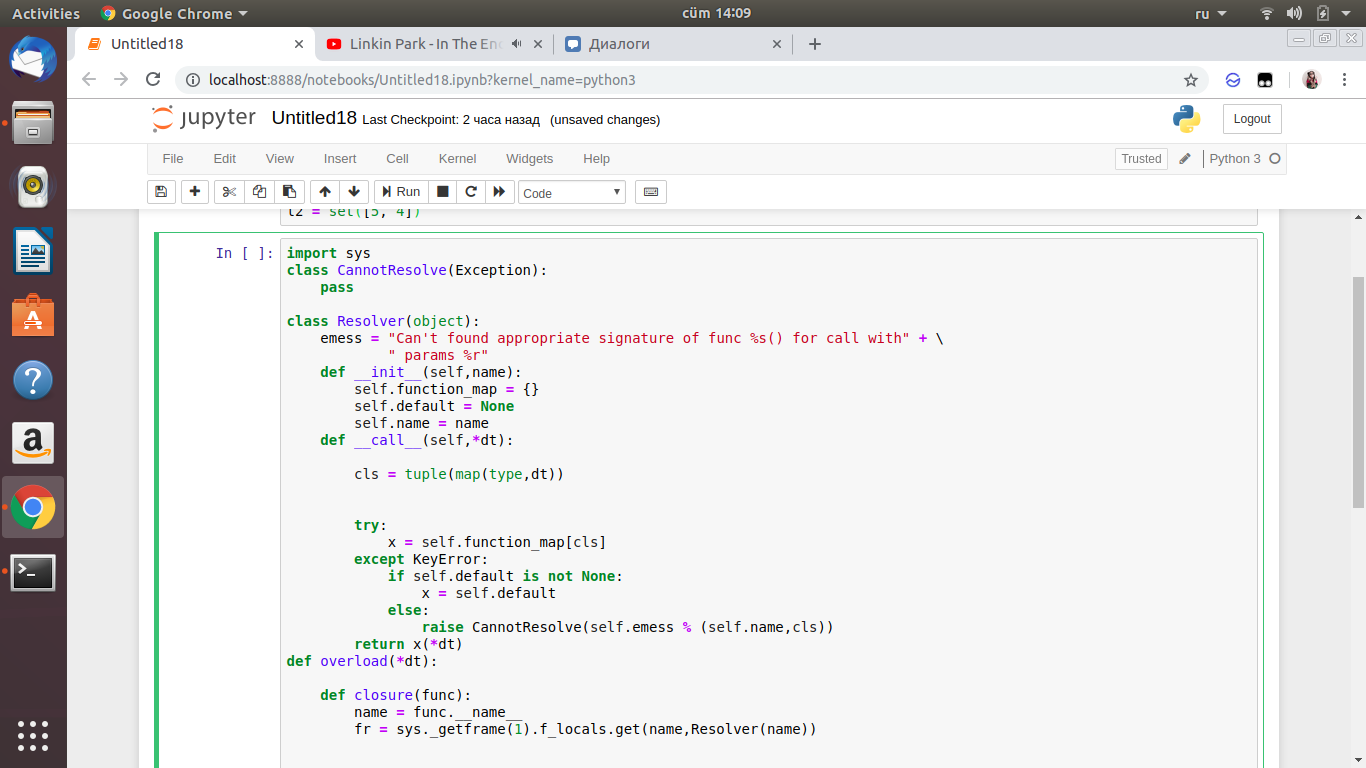 Activities Google Chrome cüm 14:09 ru
Untitled18 Linkin Park - In The En Диалоги
localhost:8888/notebooks/Untitled18.ipynb?kernel_name=python3
jupyter Untitled18 Last Checkpoint: 2 часа назад (unsaved changes) Logout
File Edit View Insert Cell Kernel Widgets Help Trusted Python 3
Run Code
t2 = set([5, 4])
In [ ]: import sys
class CannotResolve(Exception):
    pass
class Resolver(object):
    emess = "Can't found appropriate signature of func %s() for call with" + \
            " params %r"
    def __init__(self,name):
        self.function_map = {}
        self.default = None
        self.name = name
    def __call__(self,*dt):
        cls = tuple(map(type,dt))
        try:
            x = self.function_map[cls]
        except KeyError:
            if self.default is not None:
                x = self.default
            else:
                raise CannotResolve(self.emess % (self.name,cls))
        return x(*dt)
def overload(*dt):
    def closure(func):
        name = func.__name__
        fr = sys._getframe(1).f_locals.get(name,Resolver(name))